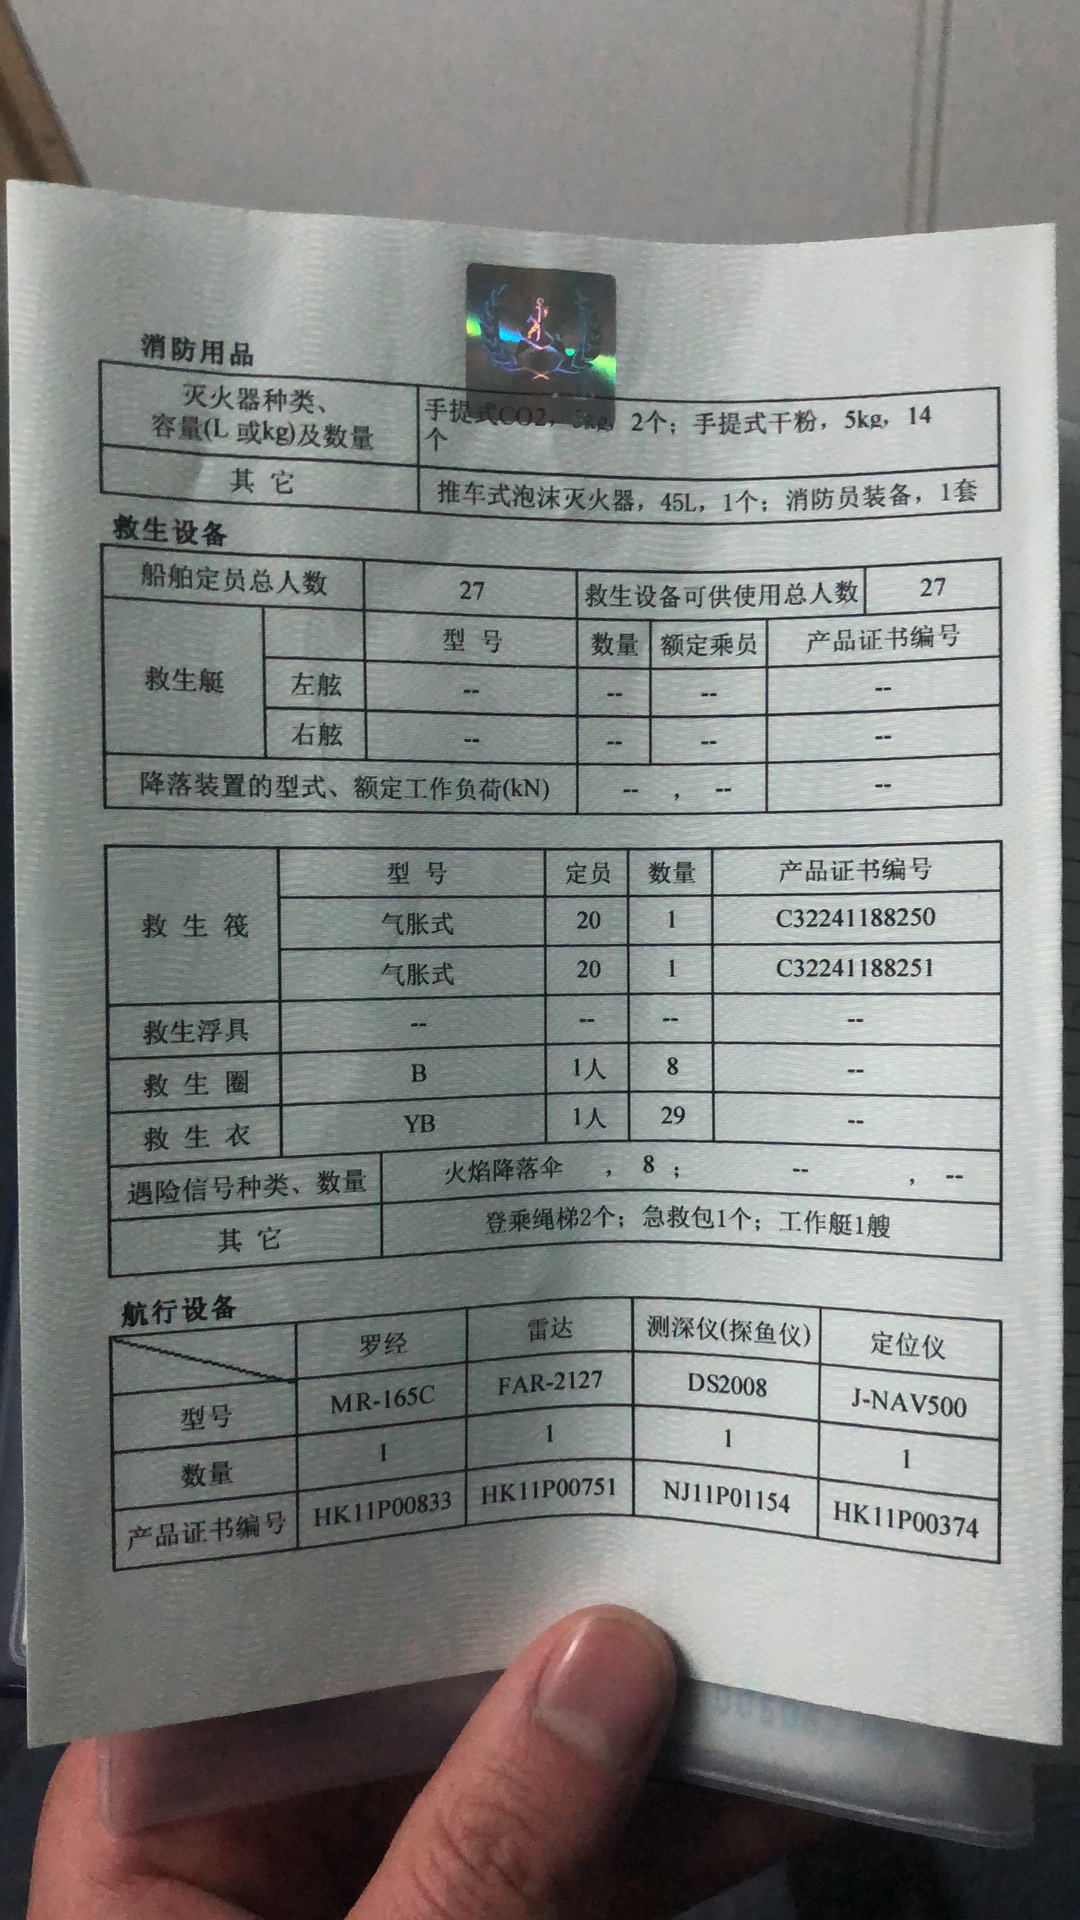 消防用品
灭火器种类、
容量(L 或kg)及数量
手提式CO2, 5kg, 2个; 手提式干粉, 5kg, 14
个
其 它
推车式泡沫灭火器, 45L, 1个; 消防员装备, 1套
救生设备
船舶定员总人数 27 救生设备可供使用总人数 27
救生艇 型 号 数量 额定乘员 产品证书编号
左舷 -- -- -- --
右舷 -- -- -- --
降落装置的型式、额定工作负荷(kN) -- , -- --
救 生 筏 型 号 定员 数量 产品证书编号
气胀式 20 1 C32241188250
气胀式 20 1 C32241188251
救生浮具 -- -- -- --
救 生 圈 B 1人 8 --
救 生 衣 YB 1人 29 --
遇险信号种类、数量 火焰降落伞 , 8 ; -- , --
其 它 登乘绳梯2个; 急救包1个; 工作艇1艘
航行设备
罗经 雷达 测深仪(探鱼仪) 定位仪
型号 MR-165C FAR-2127 DS2008 J-NAV500
数量 1 1 1 1
产品证书编号 HK11P00833 HK11P00751 NJ11P01154 HK11P00374